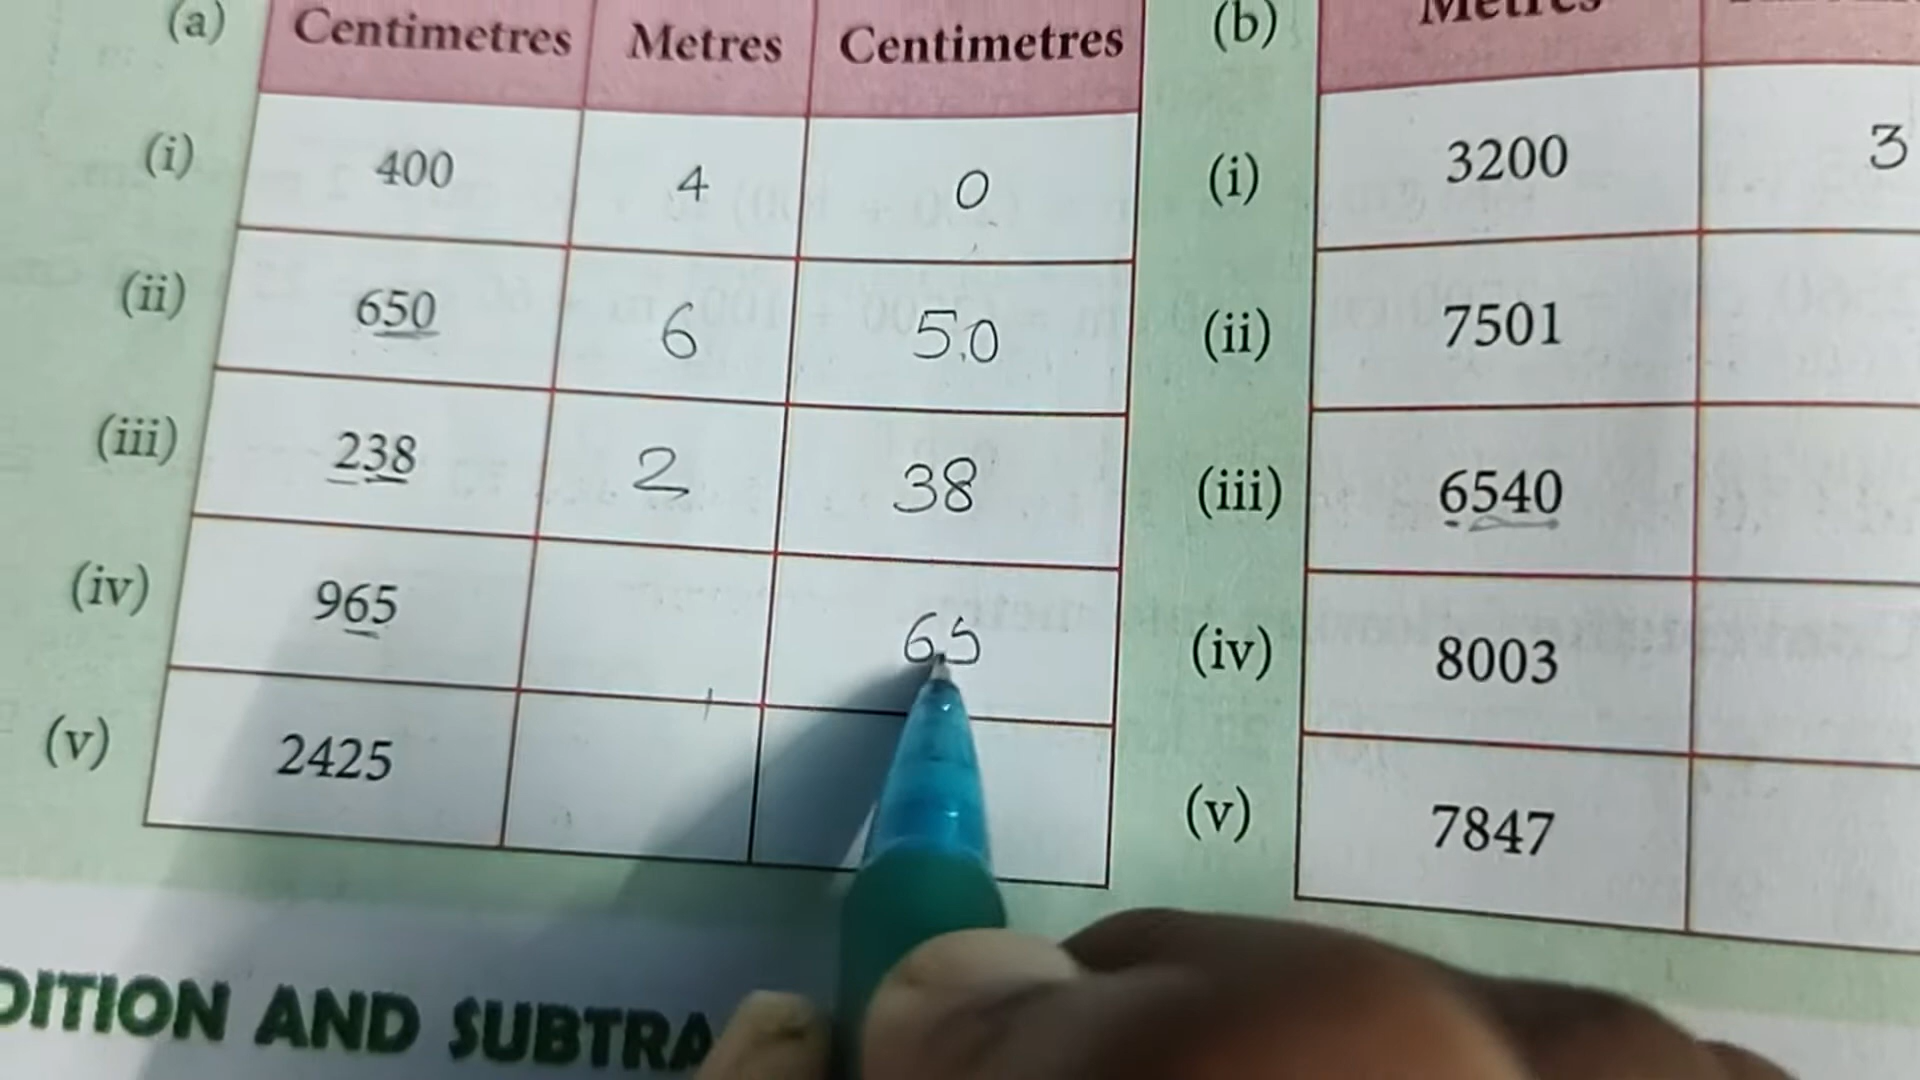 (a) Centimetres Metres Centimetres
(i) 400 4 0
(ii) 650 6 50
(iii) 238 2 38
(iv) 965 65
(v) 2425
(b) Metres
(i) 3200 3
(ii) 7501
(iii) 6540
(iv) 8003
(v) 7847
DITION AND SUBTRA